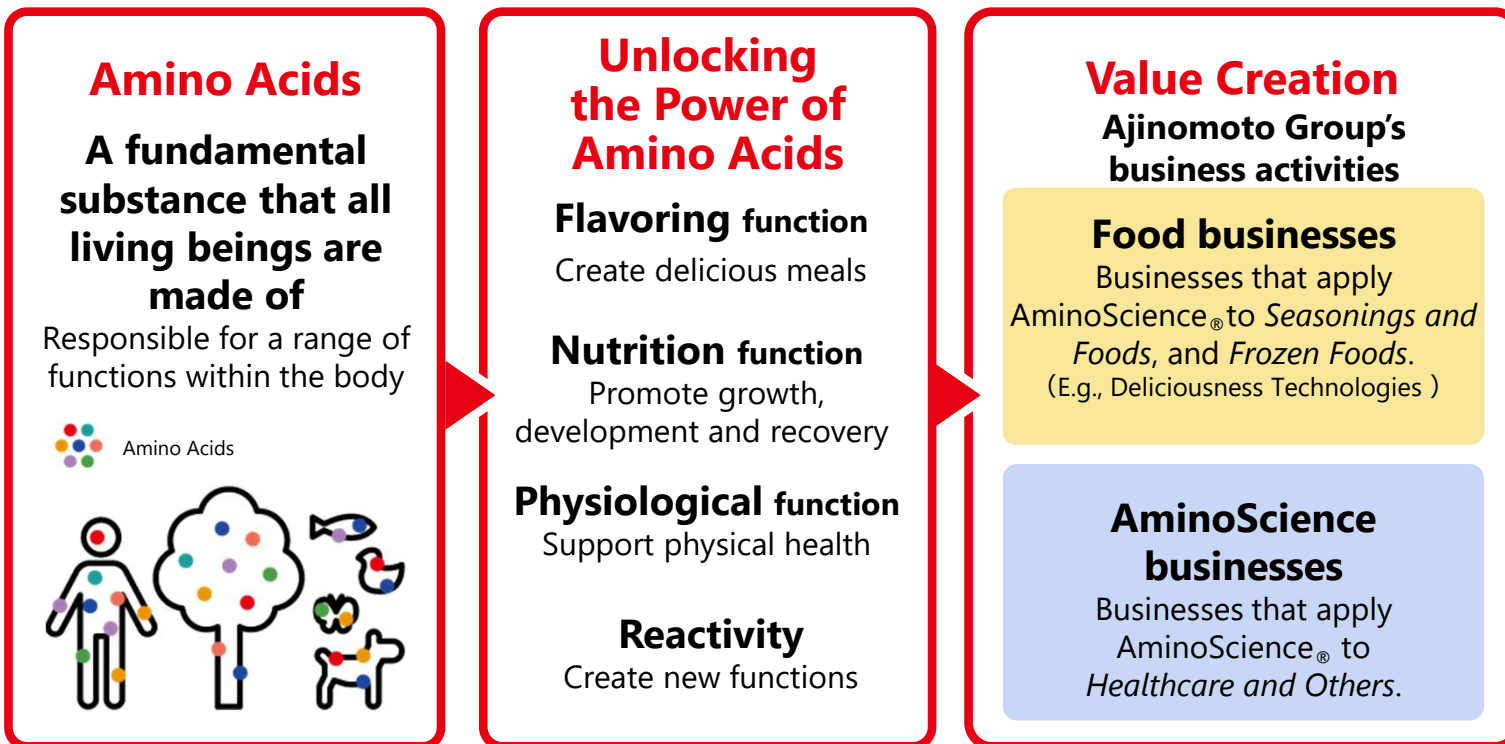 Amino Acids
A fundamental
substance that all
living beings are
made of
Responsible for a range of
functions within the body
Amino Acids
Unlocking
the Power of
Amino Acids
Flavoring function
Create delicious meals
Nutrition function
Promote growth,
development and recovery
Physiological function
Support physical health
Reactivity
Create new functions
Value Creation
Ajinomoto Group’s
business activities
Food businesses
Businesses that apply
AminoScience®to Seasonings and
Foods, and Frozen Foods.
（E.g., Deliciousness Technologies ）
AminoScience
businesses
Businesses that apply
AminoScience® to
Healthcare and Others.